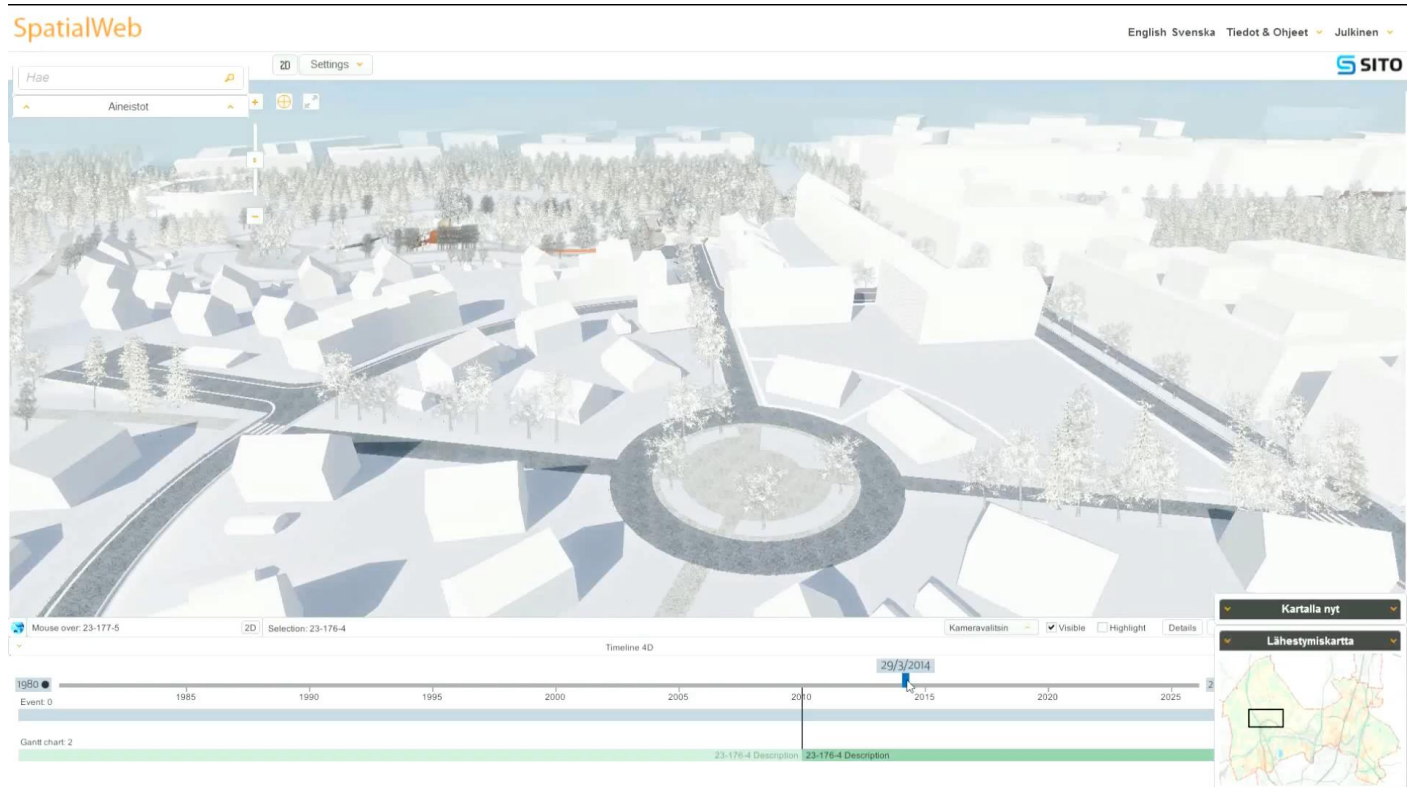 SpatialWeb
English Svenska Tiedot & Ohjeet Julkinen
2D Settings
SITO
Hae
Aineistot
Kartalla nyt
Mouse over: 23-177-5 2D Selection: 23-176-4 Kameravalitsin Visible Highlight Details
Lähestymiskartta
Timeline 4D
29/3/2014
1980
1985 1990 1995 2000 2005 2010 2015 2020 2025
Event: 0
Gantt chart: 2
23-176-4 Description 23-176-4 Description